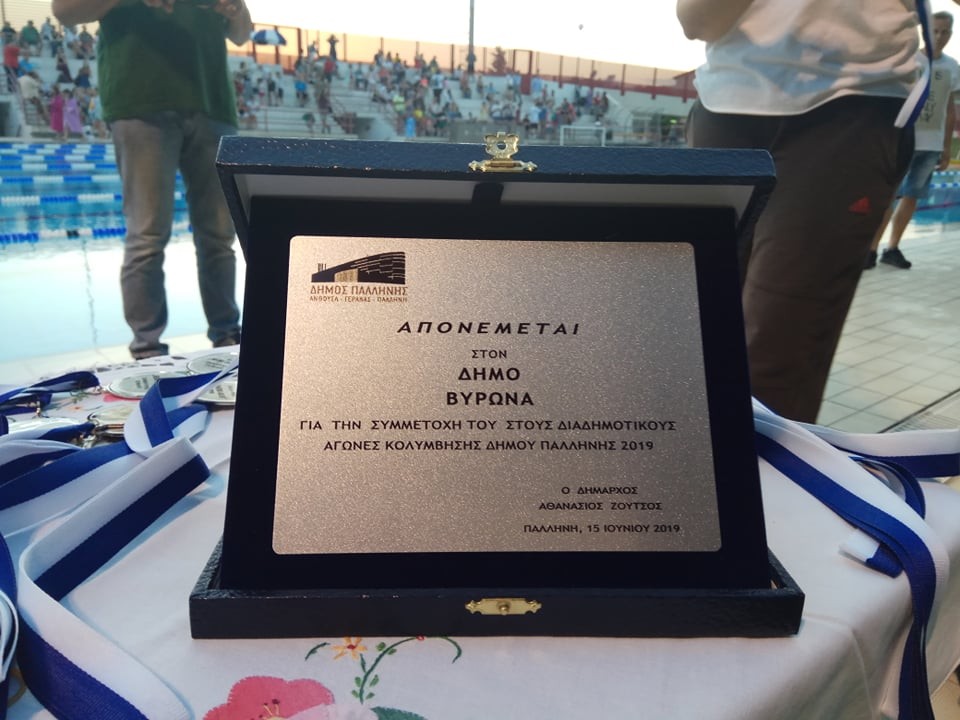 ΔΗΜΟΣ ΠΑΛΛΗΝΗΣ
ΑΝΘΟΥΣΑ - ΓΕΡΑΚΑΣ - ΠΑΛΛΗΝΗ
ΑΠΟΝΕΜΕΤΑΙ
ΣΤΟΝ
ΔΗΜΟ
ΒΥΡΩΝΑ
ΓΙΑ ΤΗΝ ΣΥΜΜΕΤΟΧΗ ΤΟΥ ΣΤΟΥΣ ΔΙΑΔΗΜΟΤΙΚΟΥΣ
ΑΓΩΝΕΣ ΚΟΛΥΜΒΗΣΗΣ ΔΗΜΟΥ ΠΑΛΛΗΝΗΣ 2019
Ο ΔΗΜΑΡΧΟΣ
ΑΘΑΝΑΣΙΟΣ ΖΟΥΤΣΟΣ
ΠΑΛΛΗΝΗ, 15 ΙΟΥΝΙΟΥ 2019